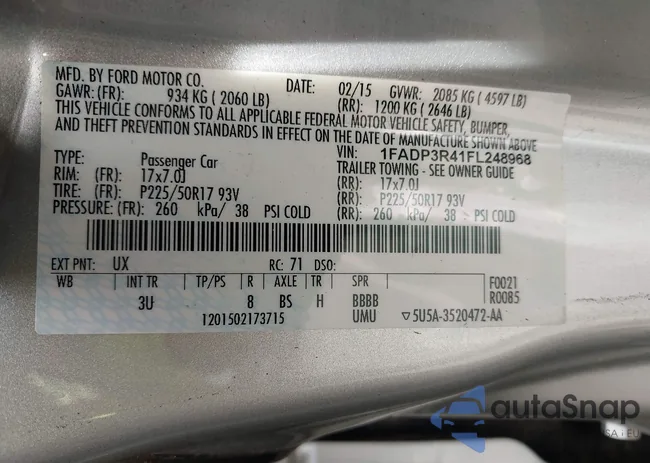 MFD. BY FORD MOTOR CO. DATE: 02/15 GVWR: 2085 KG ( 4597 LB)
GAWR: (FR): 934 KG ( 2060 LB) (RR): 1200 KG ( 2646 LB)
THIS VEHICLE CONFORMS TO ALL APPLICABLE FEDERAL MOTOR VEHICLE SAFETY, BUMPER,
AND THEFT PREVENTION STANDARDS IN EFFECT ON THE DATE OF MANUFACTURE SHOWN ABOVE
VIN: 1FADP3R41FL248968
TYPE: Passenger Car TRAILER TOWING - SEE OWNER GUIDE
RIM: (FR): 17x7.0J (RR): 17x7.0J
TIRE: (FR): P225/50R17 93V (RR): P225/50R17 93V
PRESSURE: (FR): 260 kPa/ 38 PSI COLD (RR): 260 kPa/ 38 PSI COLD
EXT PNT: UX RC: 71 DSO:
WB INT TR TP/PS R AXLE TR SPR F0021
3U 8 BS H BBBB R0085
1201502173715 UMU ▽5U5A-3520472-AA
autoSnap